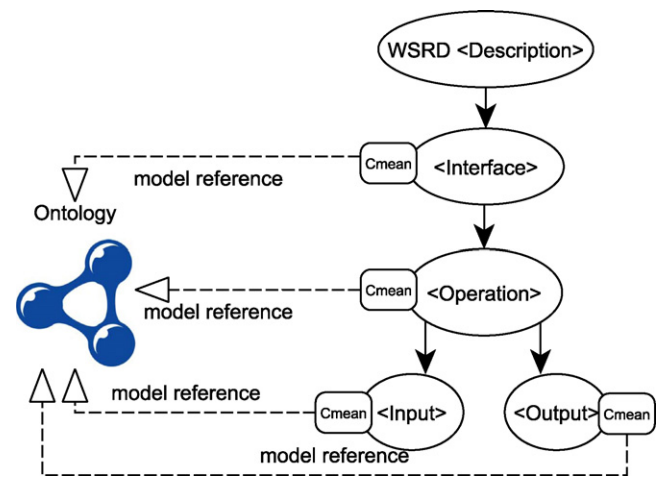 WSRD <Description>
Cmean
<Interface>
model reference
Ontology
Cmean
<Operation>
model reference
model reference
Cmean
<Input>
<Output>
Cmean
model reference